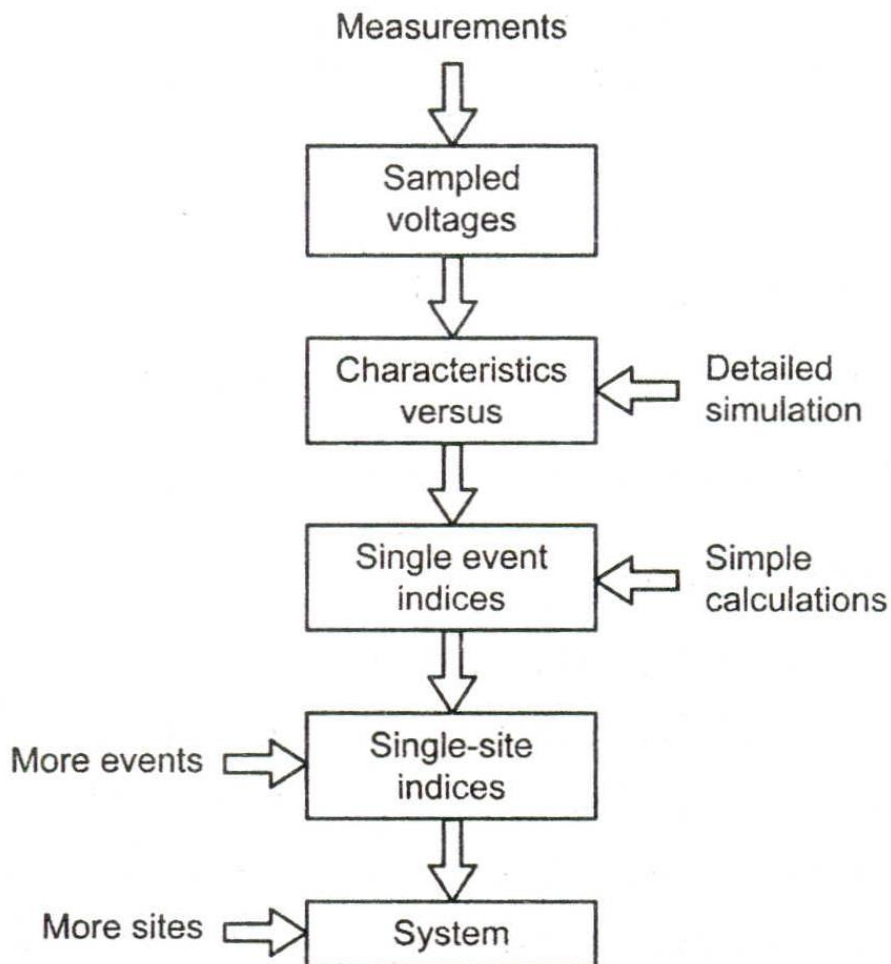 Measurements
Sampled
voltages
Characteristics
versus
Detailed
simulation
Single event
indices
Simple
calculations
More events
Single-site
indices
More sites
System